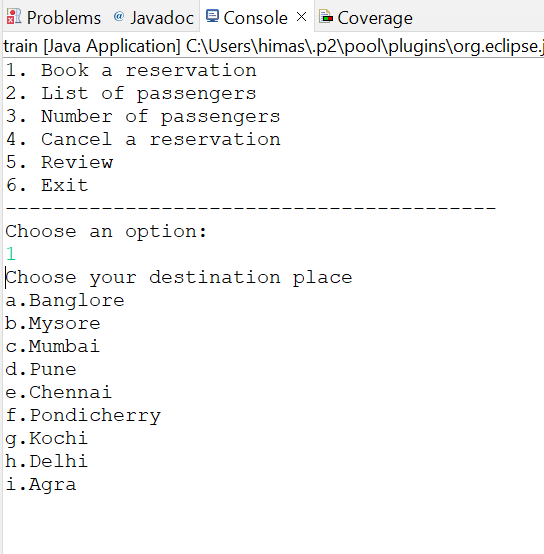 Problems @ Javadoc Console × Coverage
train [Java Application] C:\Users\himas\.p2\pool\plugins\org.eclipse.j
1. Book a reservation
2. List of passengers
3. Number of passengers
4. Cancel a reservation
5. Review
6. Exit
-----------------------------------------
Choose an option:
1
Choose your destination place
a.Banglore
b.Mysore
c.Mumbai
d.Pune
e.Chennai
f.Pondicherry
g.Kochi
h.Delhi
i.Agra